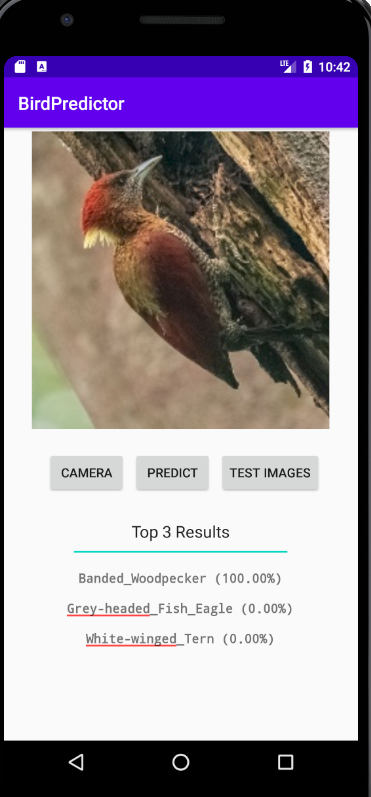 LTE 10:42
BirdPredictor
CAMERA PREDICT TEST IMAGES
Top 3 Results
Banded_Woodpecker (100.00%)
Grey-headed_Fish_Eagle (0.00%)
White-winged_Tern (0.00%)